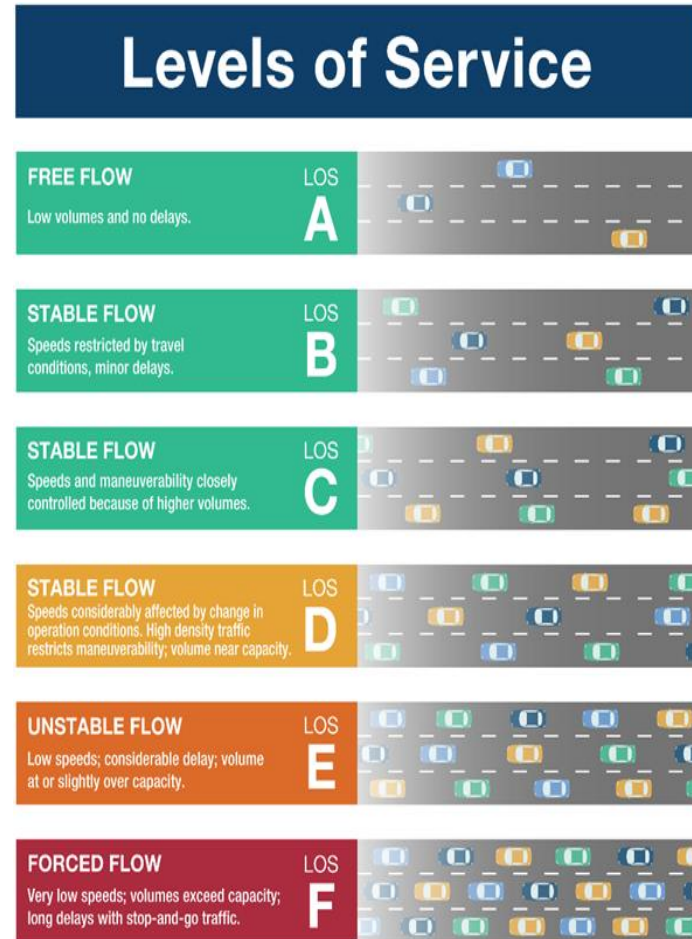 Levels of Service
FREE FLOW
LOS
Low volumes and no delays.
A
STABLE FLOW
LOS
Speeds restricted by travel
conditions, minor delays.
B
STABLE FLOW
LOS
Speeds and maneuverability closely
controlled because of higher volumes.
C
STABLE FLOW
LOS
Speeds considerably affected by change in
operation conditions. High density traffic
restricts maneuverability; volume near capacity.
D
UNSTABLE FLOW
LOS
Low speeds; considerable delay; volume
at or slightly over capacity.
E
FORCED FLOW
LOS
Very low speeds; volumes exceed capacity;
long delays with stop-and-go traffic.
F